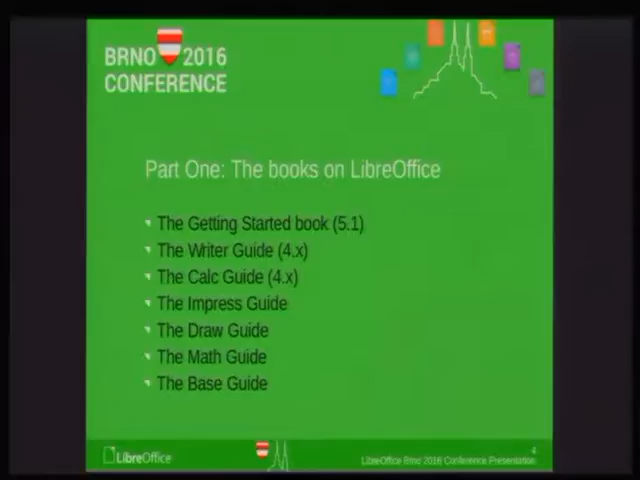 BRNO 2016
CONFERENCE
Part One: The books on LibreOffice
The Getting Started book (5.1)
The Writer Guide (4.x)
The Calc Guide (4.x)
The Impress Guide
The Draw Guide
The Math Guide
The Base Guide
4
LibreOffice
LibreOffice Brno 2016 Conference Presentation